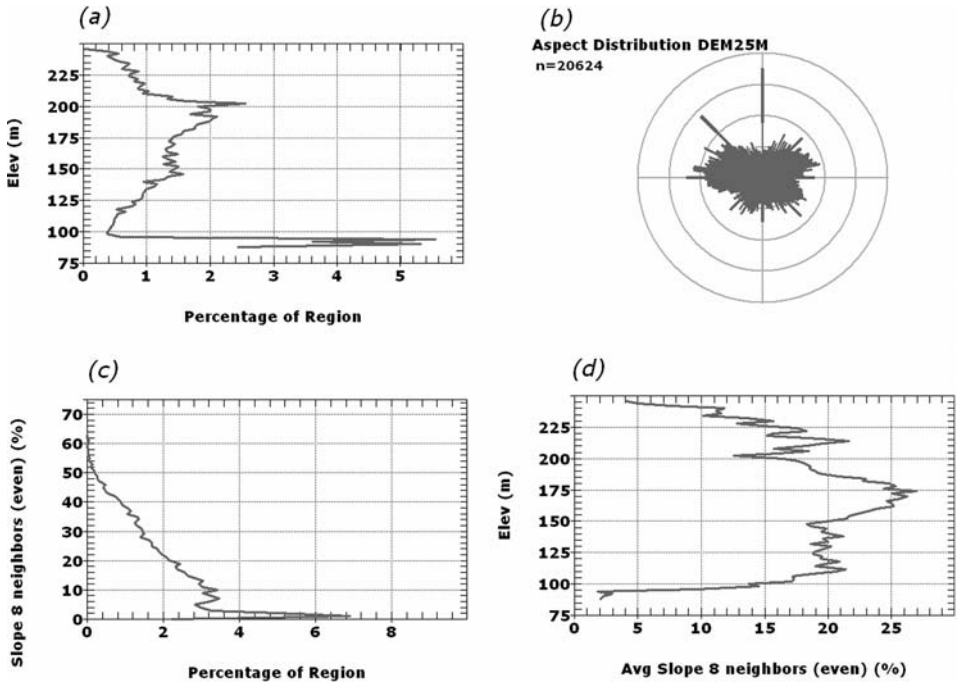 (a)
Elev (m)
225
200
175
150
125
100
75
0 1 2 3 4 5
Percentage of Region
(b)
Aspect Distribution DEM25M
n=20624
(c)
Slope 8 neighbors (even) (%)
70
60
50
40
30
20
10
0
0 2 4 6 8
Percentage of Region
(d)
Elev (m)
225
200
175
150
125
100
75
0 5 10 15 20 25
Avg Slope 8 neighbors (even) (%)